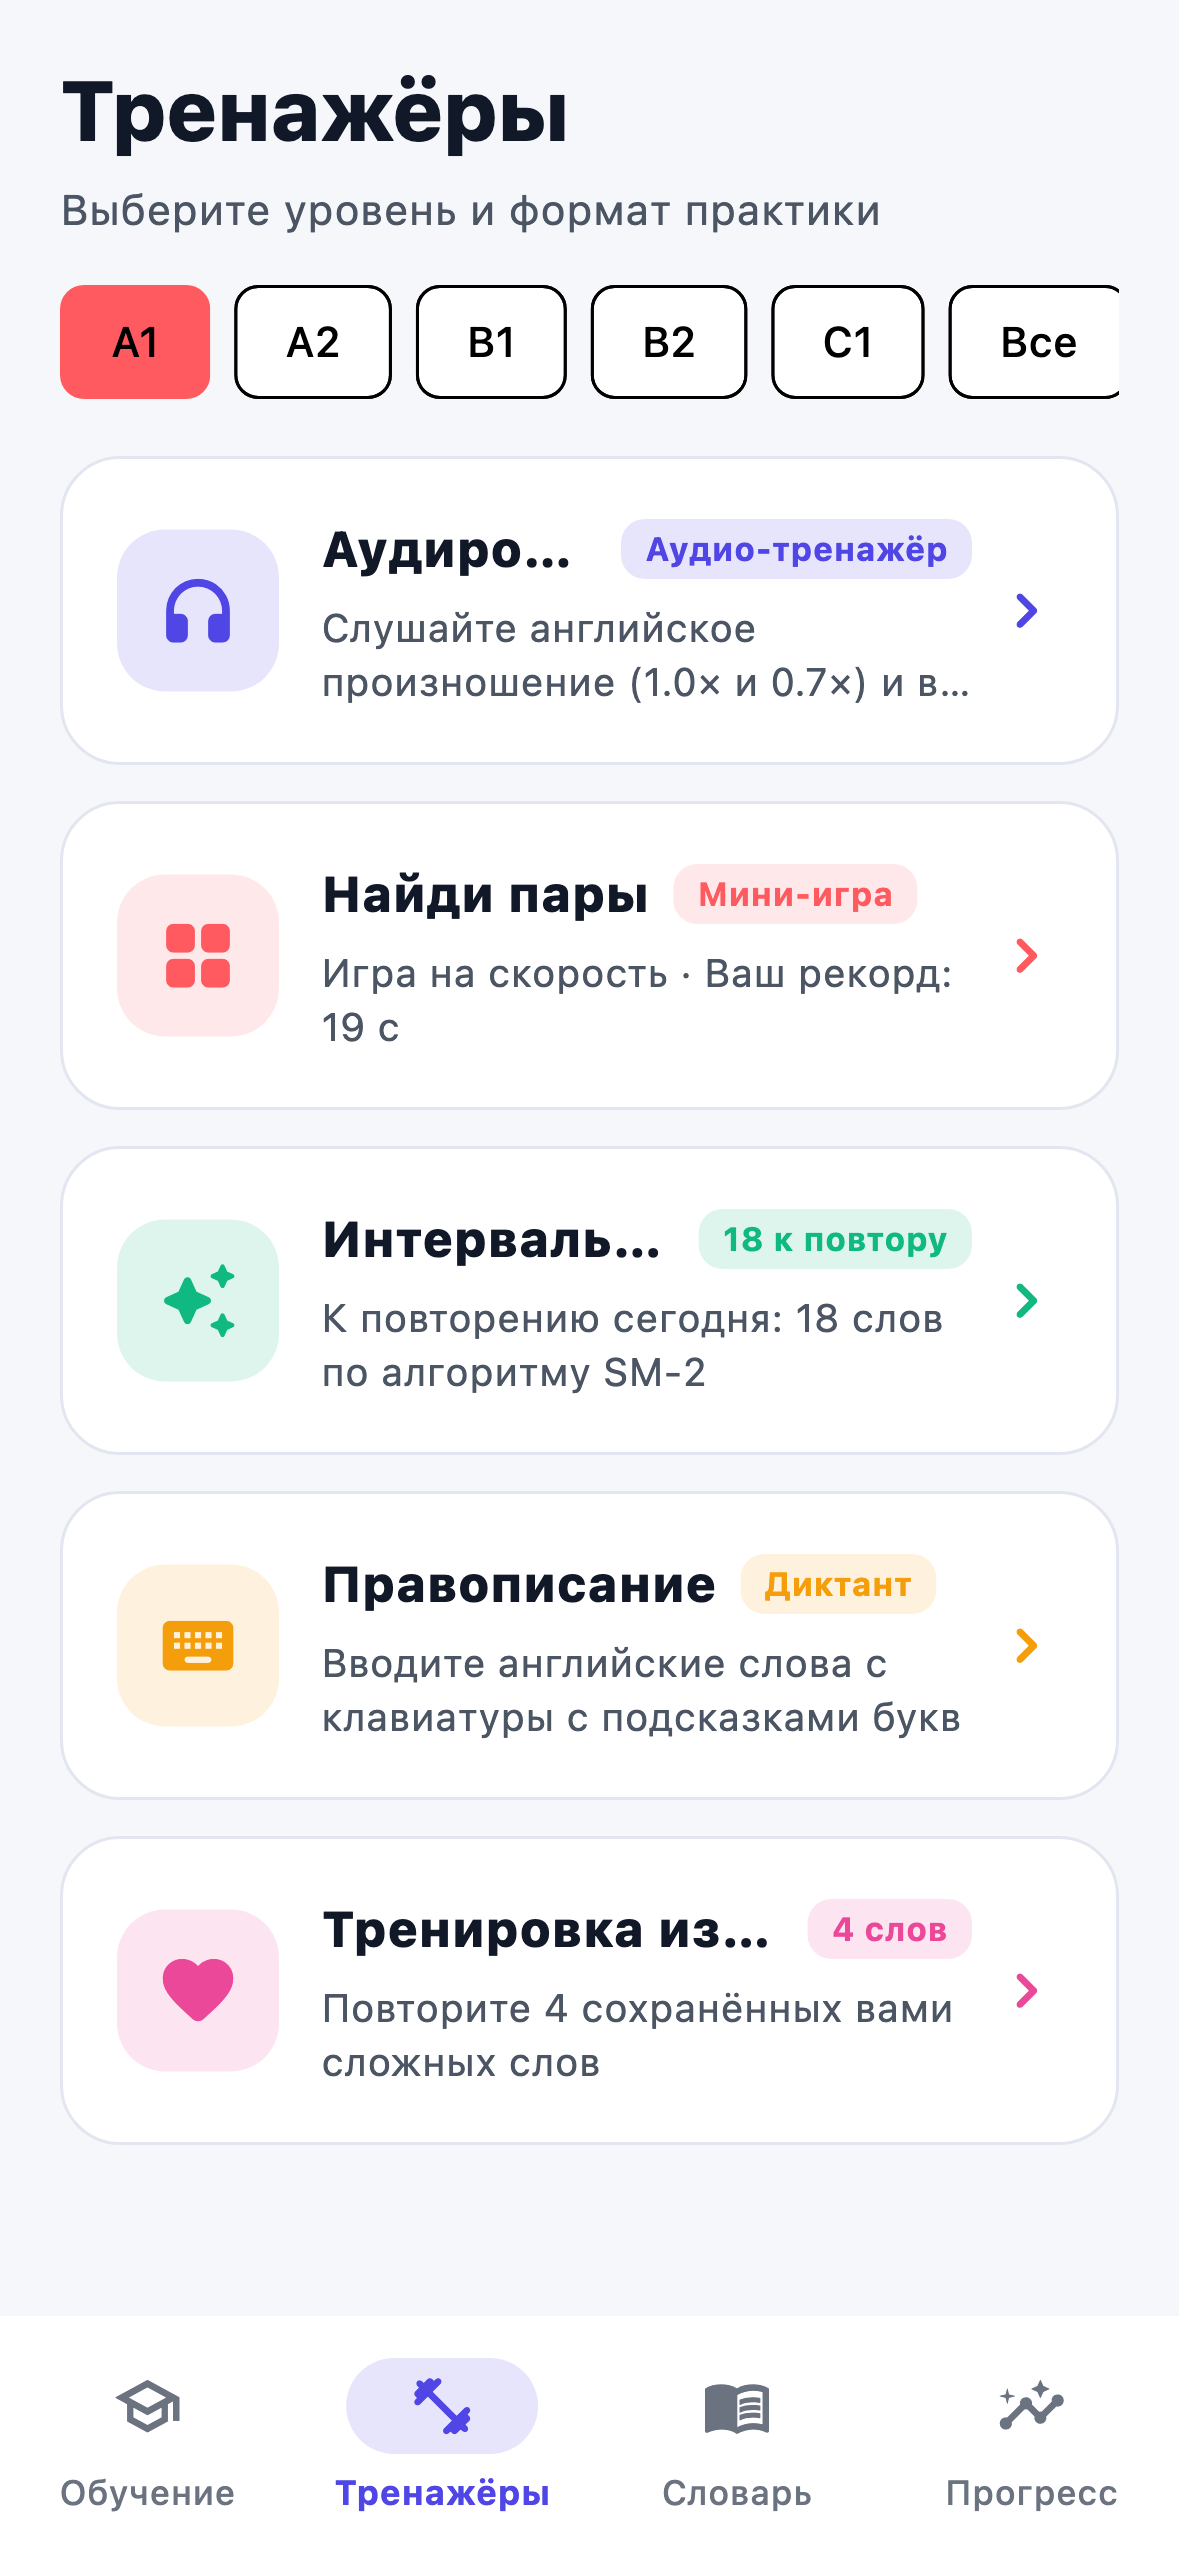 Тренажёры
Выберите уровень и формат практики
A1 A2 B1 B2 C1 Все
Аудиро... Аудио-тренажёр
Слушайте английское
произношение (1.0× и 0.7×) и в...
Найди пары Мини-игра
Игра на скорость · Ваш рекорд:
19 с
Интерваль... 18 к повтору
К повторению сегодня: 18 слов
по алгоритму SM-2
Правописание Диктант
Вводите английские слова с
клавиатуры с подсказками букв
Тренировка из... 4 слов
Повторите 4 сохранённых вами
сложных слов
Обучение Тренажёры Словарь Прогресс